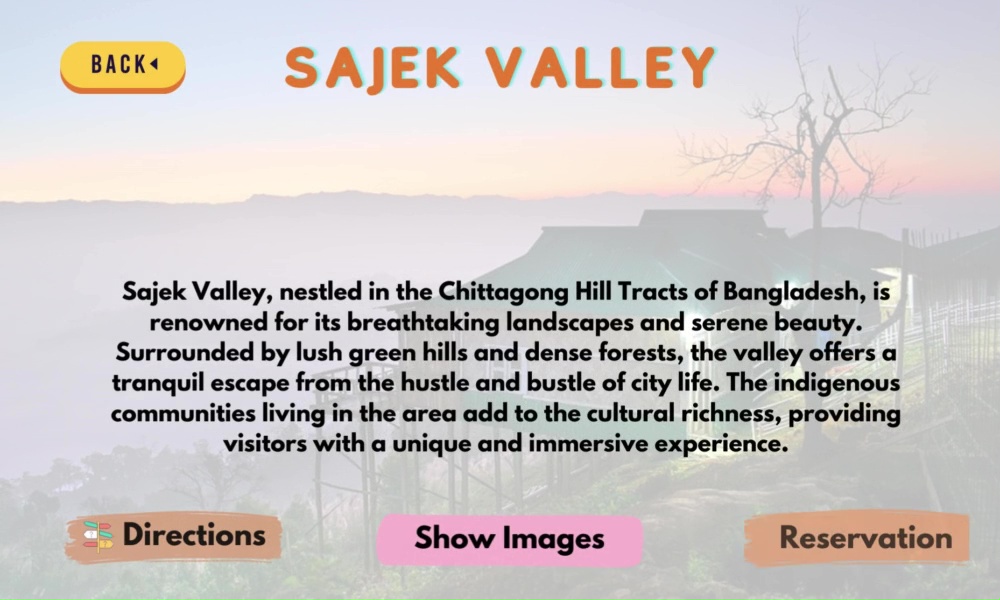 BACK
SAJEK VALLEY
Sajek Valley, nestled in the Chittagong Hill Tracts of Bangladesh, is
renowned for its breathtaking landscapes and serene beauty.
Surrounded by lush green hills and dense forests, the valley offers a
tranquil escape from the hustle and bustle of city life. The indigenous
communities living in the area add to the cultural richness, providing
visitors with a unique and immersive experience.
Directions
Show Images
Reservation